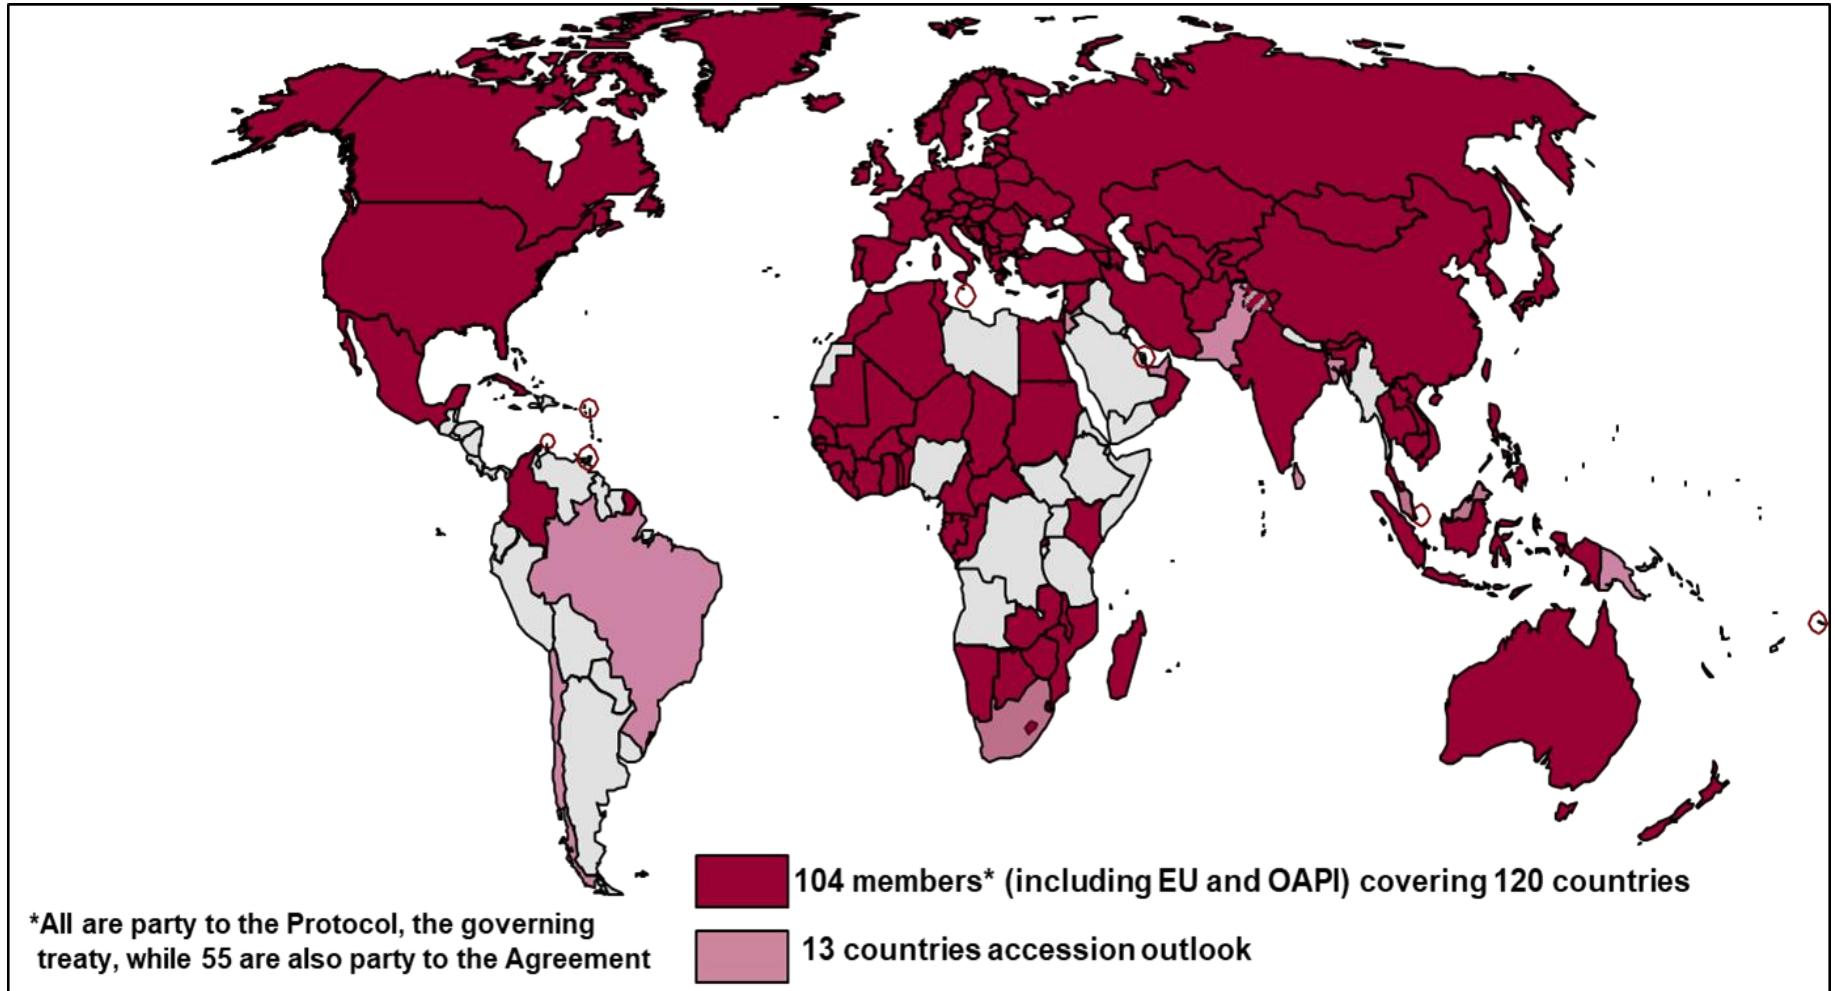 104 members* (including EU and OAPI) covering 120 countries
13 countries accession outlook
*All are party to the Protocol, the governing
treaty, while 55 are also party to the Agreement